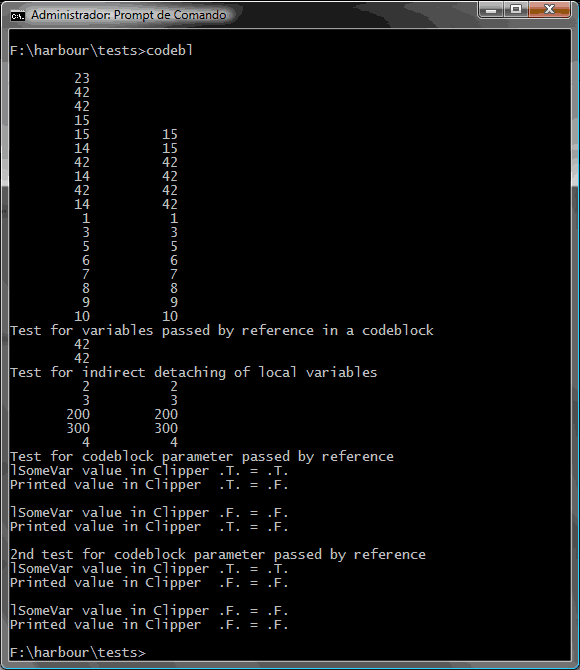 Administrador: Prompt de Comando
F:\harbour\tests>codebl
23
42
42
15
15 15
14 15
42 42
14 42
42 42
14 42
1 1
3 3
5 5
6 6
7 7
8 8
9 9
10 10
Test for variables passed by reference in a codeblock
42
42
Test for indirect detaching of local variables
2 2
3 3
200 200
300 300
4 4
Test for codeblock parameter passed by reference
lSomeVar value in Clipper .T. = .T.
Printed value in Clipper  .T. = .F.
lSomeVar value in Clipper .F. = .F.
Printed value in Clipper  .T. = .F.
2nd test for codeblock parameter passed by reference
lSomeVar value in Clipper .T. = .T.
Printed value in Clipper  .F. = .F.
lSomeVar value in Clipper .F. = .F.
Printed value in Clipper  .F. = .F.
F:\harbour\tests>